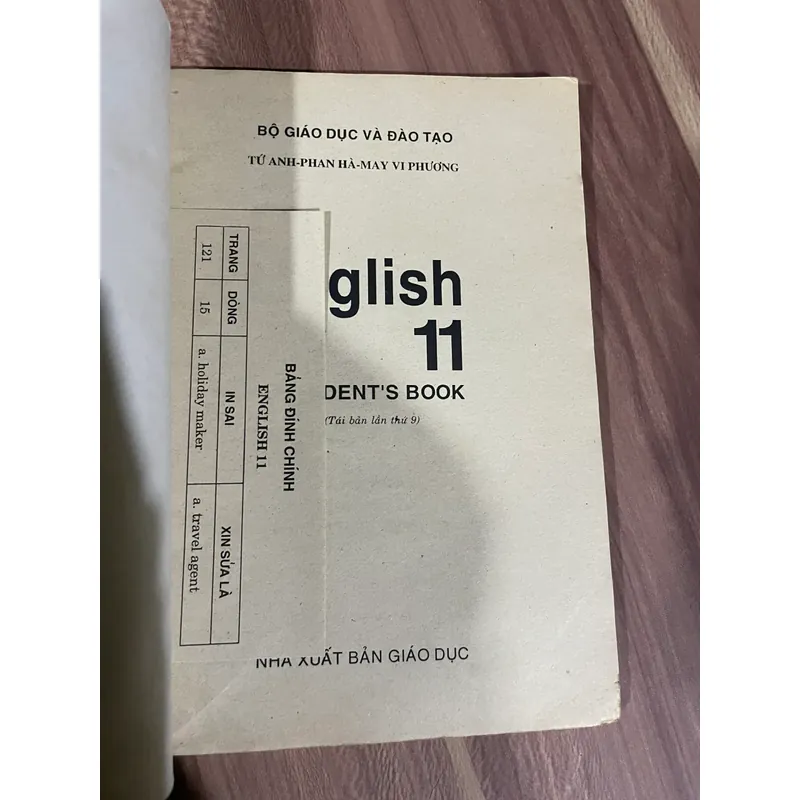 BỘ GIÁO DỤC VÀ ĐÀO TẠO
TỨ ANH-PHAN HÀ-MAY VI PHƯƠNG
glish
11
DENT'S BOOK
(Tái bản lần thứ 9)
NHÀ XUẤT BẢN GIÁO DỤC
BẢNG ĐÍNH CHÍNH
ENGLISH 11
TRANG DÒNG IN SAI XIN SỬA LÀ
121 15 a. holiday maker a. travel agent